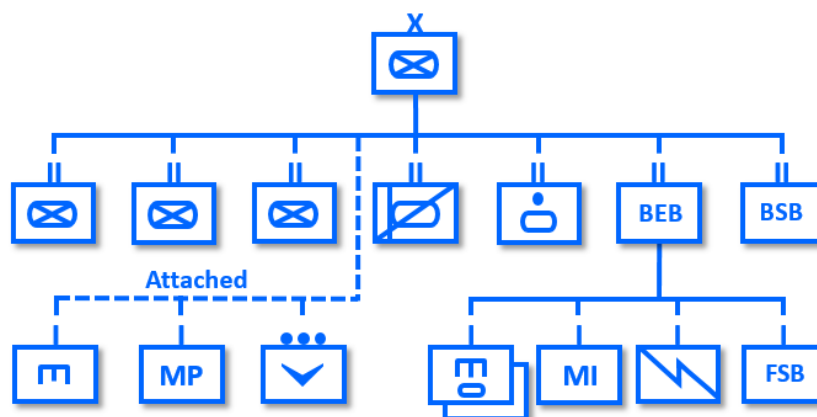 X
BEB
BSB
Attached
MP
MI
FSB